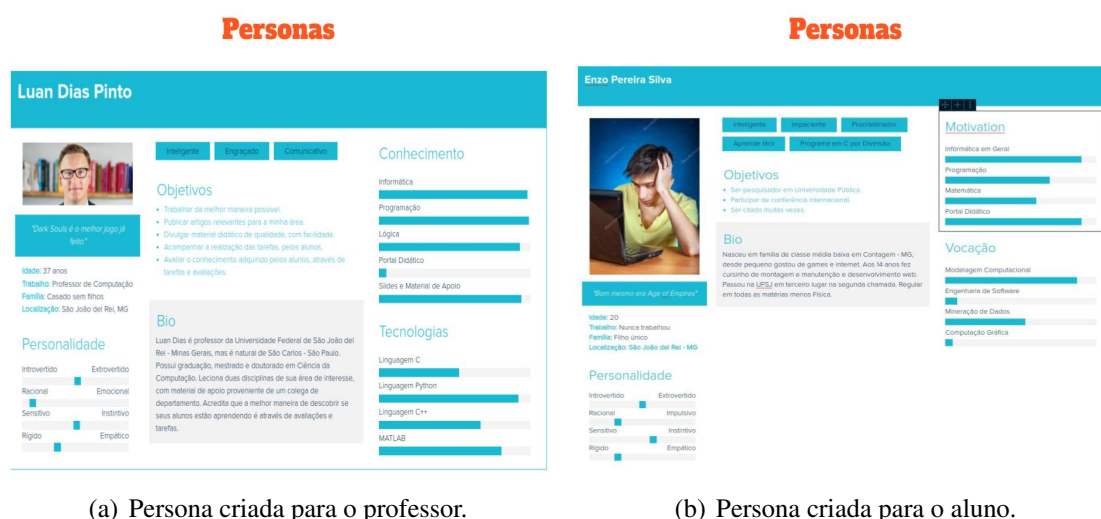 Personas
Luan Dias Pinto
"Dark Souls é o melhor jogo já
feito."
Idade: 37 anos
Trabalho: Professor de Computação
Família: Casado sem filhos
Localização: São João del Rei, MG
Personalidade
Introvertido Extrovertido
Racional Emocional
Sensitivo Instintivo
Rígido Empático
Inteligente Engraçado Comunicativo
Objetivos
• Trabalhar da melhor maneira possível.
• Publicar artigos relevantes para a minha área.
• Divulgar material didático de qualidade, com facilidade.
• Acompanhar a realização das tarefas, pelos alunos.
• Avaliar o conhecimento adquirido pelos alunos, através de
tarefas e avaliações.
Bio
Luan Dias é professor da Universidade Federal de São João del
Rei - Minas Gerais, mas é natural de São Carlos - São Paulo.
Possui graduação, mestrado e doutorado em Ciência da
Computação. Leciona duas disciplinas de sua área de interesse,
com material de apoio proveniente de um colega de
departamento. Acredita que a melhor maneira de descobrir se
seus alunos estão aprendendo é através de avaliações e
tarefas.
Conhecimento
Informática
Programação
Lógica
Portal Didático
Slides e Material de Apoio
Tecnologias
Linguagem C
Linguagem Python
Linguagem C++
MATLAB
(a) Persona criada para o professor.
Personas
Enzo Pereira Silva
"Bom mesmo era Age of Empires"
Idade: 20
Trabalho: Nunca trabalhou
Família: Filho único
Localização: São João del Rei - MG
Personalidade
Introvertido Extrovertido
Racional Impulsivo
Sensitivo Instintivo
Rígido Empático
Inteligente Impaciente Procrastinador
Aprende fácil Programa em C por Diversão
Objetivos
• Ser pesquisador em Universidade Pública.
• Participar de conferência internacional.
• Ser citado muitas vezes.
Bio
Nasceu em família de classe média baixa em Contagem - MG,
desde pequeno gostou de games e internet. Aos 14 anos fez
cursinho de montagem e manutenção e desenvolvimento web.
Passou na UFSJ em terceiro lugar na segunda chamada. Regular
em todas as matérias menos Física.
Motivation
Informática em Geral
Programação
Matemática
Portal Didático
Vocação
Modelagem Computacional
Engenharia de Software
Mineração de Dados
Computação Gráfica
(b) Persona criada para o aluno.